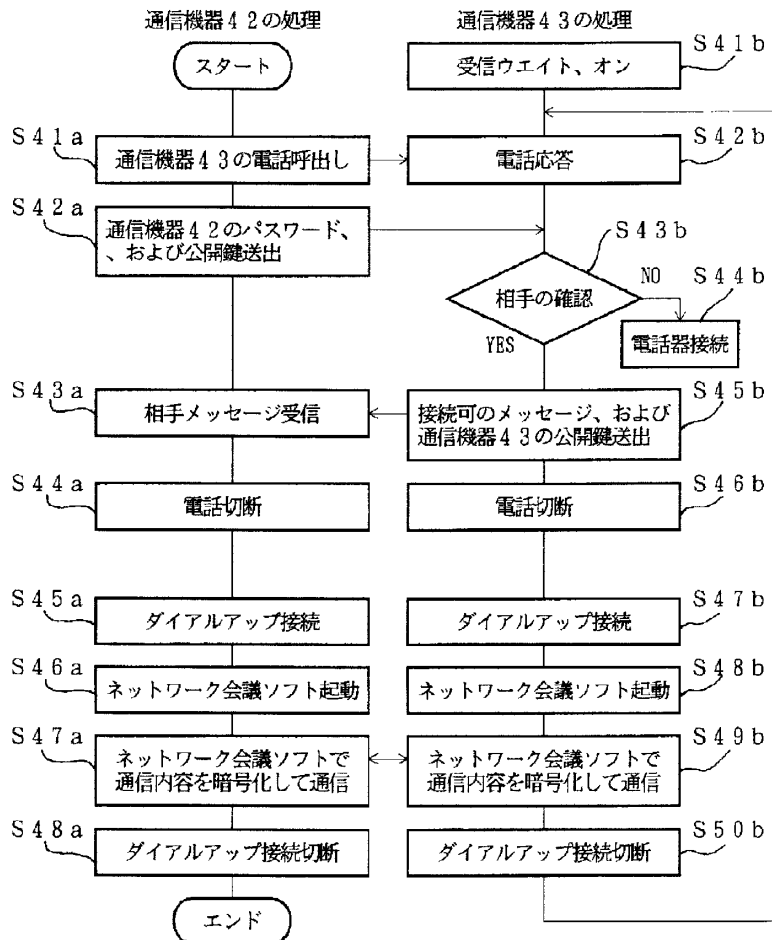 通信機器４２の処理
通信機器４３の処理
スタート
受信ウエイト、オン
Ｓ４１ｂ
Ｓ４１ａ
通信機器４３の電話呼出し
電話応答
Ｓ４２ｂ
Ｓ４２ａ
通信機器４２のパスワード、
、および公開鍵送出
Ｓ４３ｂ
相手の確認
NO
YES
Ｓ４４ｂ
電話器接続
Ｓ４３ａ
相手メッセージ受信
接続可のメッセージ、および
通信機器４３の公開鍵送出
Ｓ４５ｂ
Ｓ４４ａ
電話切断
電話切断
Ｓ４６ｂ
Ｓ４５ａ
ダイアルアップ接続
ダイアルアップ接続
Ｓ４７ｂ
Ｓ４６ａ
ネットワーク会議ソフト起動
ネットワーク会議ソフト起動
Ｓ４８ｂ
Ｓ４７ａ
ネットワーク会議ソフトで
通信内容を暗号化して通信
ネットワーク会議ソフトで
通信内容を暗号化して通信
Ｓ４９ｂ
Ｓ４８ａ
ダイアルアップ接続切断
ダイアルアップ接続切断
Ｓ５０ｂ
エンド